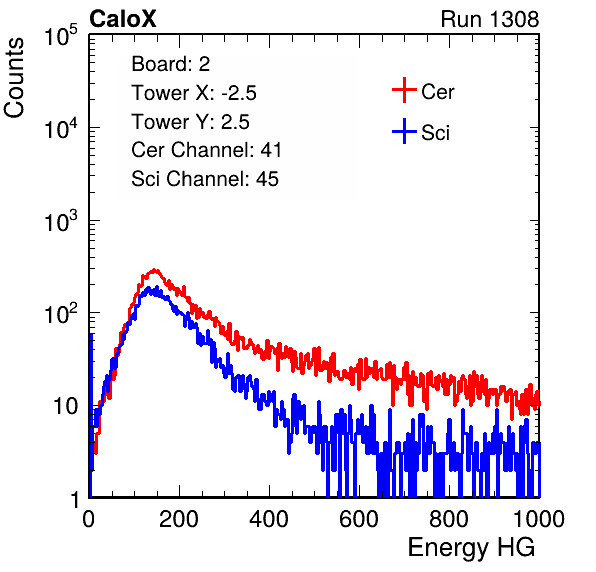 CaloX Run 1308
Counts
10^5
10^4
10^3
10^2
10
1
Board: 2
Tower X: -2.5
Tower Y: 2.5
Cer Channel: 41
Sci Channel: 45
Cer
Sci
0 200 400 600 800 1000
Energy HG